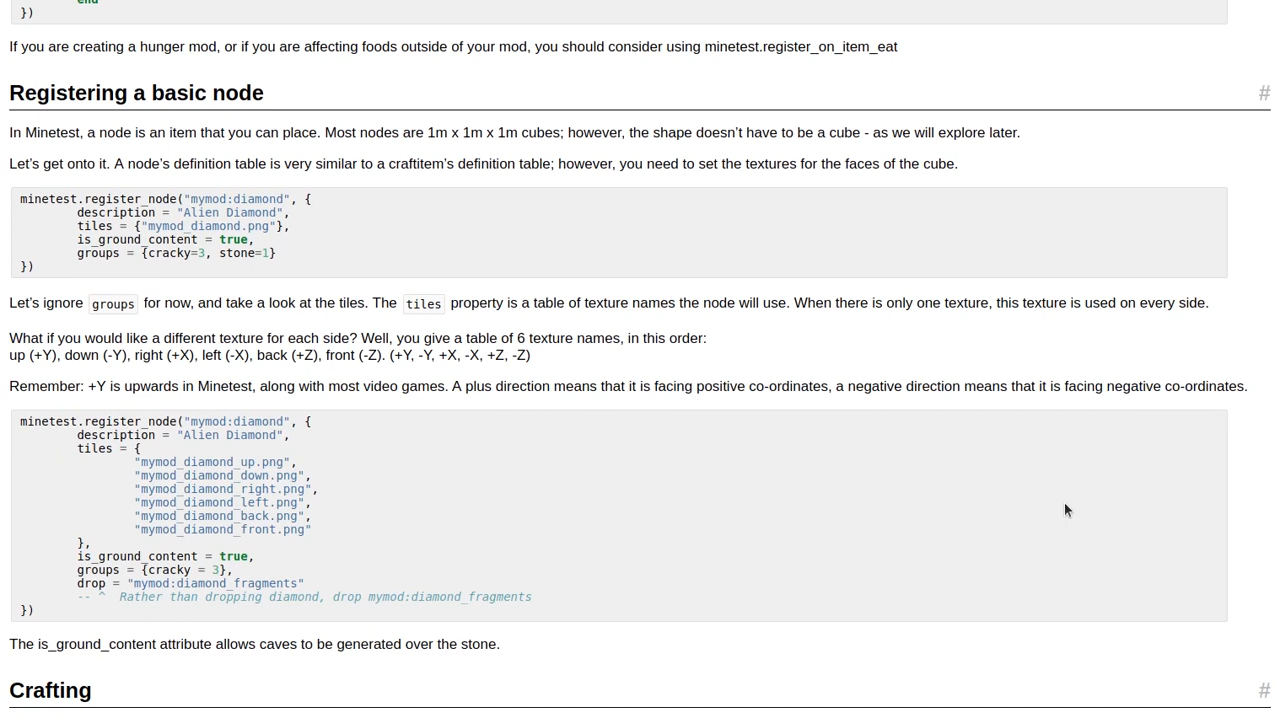 end
})
If you are creating a hunger mod, or if you are affecting foods outside of your mod, you should consider using minetest.register_on_item_eat
Registering a basic node #
In Minetest, a node is an item that you can place. Most nodes are 1m x 1m x 1m cubes; however, the shape doesn’t have to be a cube - as we will explore later.
Let’s get onto it. A node’s definition table is very similar to a craftitem’s definition table; however, you need to set the textures for the faces of the cube.
minetest.register_node("mymod:diamond", {
        description = "Alien Diamond",
        tiles = {"mymod_diamond.png"},
        is_ground_content = true,
        groups = {cracky=3, stone=1}
})
Let’s ignore groups for now, and take a look at the tiles. The tiles property is a table of texture names the node will use. When there is only one texture, this texture is used on every side.
What if you would like a different texture for each side? Well, you give a table of 6 texture names, in this order:
up (+Y), down (-Y), right (+X), left (-X), back (+Z), front (-Z). (+Y, -Y, +X, -X, +Z, -Z)
Remember: +Y is upwards in Minetest, along with most video games. A plus direction means that it is facing positive co-ordinates, a negative direction means that it is facing negative co-ordinates.
minetest.register_node("mymod:diamond", {
        description = "Alien Diamond",
        tiles = {
                "mymod_diamond_up.png",
                "mymod_diamond_down.png",
                "mymod_diamond_right.png",
                "mymod_diamond_left.png",
                "mymod_diamond_back.png",
                "mymod_diamond_front.png"
        },
        is_ground_content = true,
        groups = {cracky = 3},
        drop = "mymod:diamond_fragments"
        -- ^  Rather than dropping diamond, drop mymod:diamond_fragments
})
The is_ground_content attribute allows caves to be generated over the stone.
Crafting #